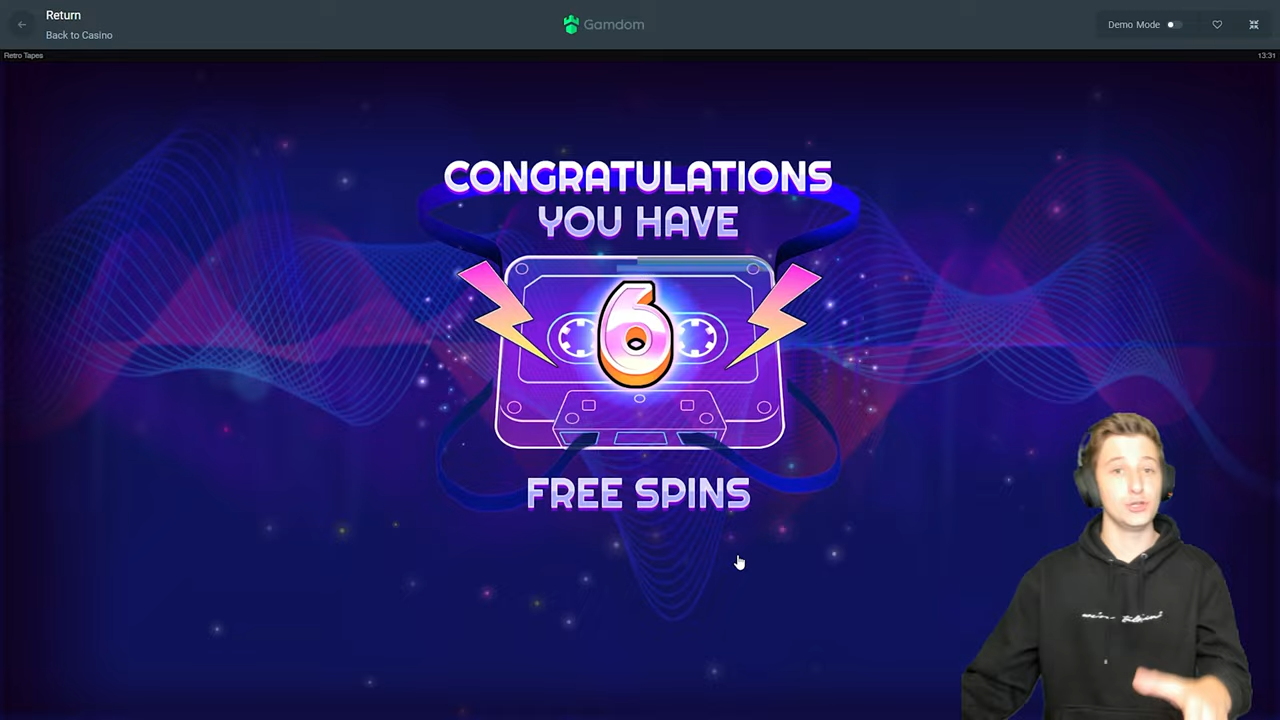 Return
Back to Casino
Gamdom
Demo Mode
Retro Tapes
13:31
CONGRATULATIONS
YOU HAVE
6
FREE SPINS